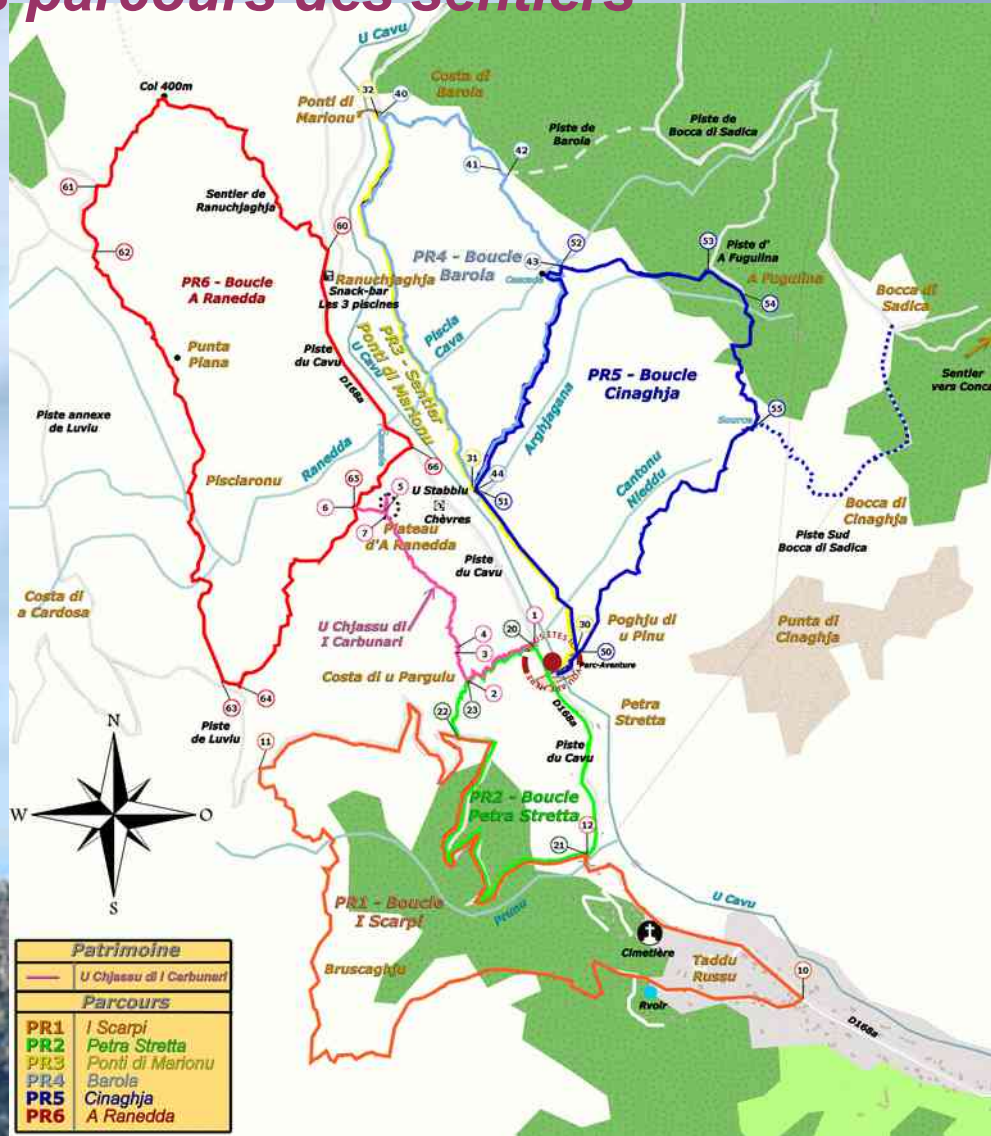 parcours des sentiers
U Cavu
Col 400m
32
Costa di
Barola
Ponti di
Marionu
40
Piste de
Barola
Piste de
Bocca di Sadica
41
42
61
Sentier de
Ranuchjaghja
60
62
PR4 - Boucle
Barola
43
52
53
Piste d'
A Fugulina
A Fugulina
54
Cascade
Bocca di
Sadica
PR6 - Boucle
A Ranedda
Ranuchjaghja
Snack-bar
Les 3 piscines
Piscia
Cava
PR3 - Sentier
Ponti di Marionu
U Cavu
Punta
Plana
Piste
du Cavu
D168a
PR5 - Boucle
Cinaghja
Sentier
vers Conca
Arghjagana
Source
55
Piste annexe
de Luviu
Ranedda
66
31
44
51
Cantonu
Nieddu
Pisciaronu
65
5
6
7
U Stabblu
Chèvres
Plateau
d'A Ranedda
Bocca di
Cinaghja
Piste Sud
Bocca di Sadica
Piste
du Cavu
Costa di
a Cardosa
U Chjassu di
I Carbunari
4
3
20
1
30
Poghju di
u Pinu
Punta di
Cinaghja
50
Parc-Aventure
Costa di u Pargulu
2
23
22
63
64
Piste
de Luviu
11
Petra
Stretta
D168a
Piste
du Cavu
N
W
O
S
PR2 - Boucle
Petra Stretta
12
21
PR1 - Boucle
I Scarpi
Prunu
U Cavu
Bruscaghju
Cimetière
Taddu
Russu
10
Rvoir
D168a
Patrimoine
U Chjassu di I Carbunari
Parcours
PR1 I Scarpi
PR2 Petra Stretta
PR3 Ponti di Marionu
PR4 Barola
PR5 Cinaghja
PR6 A Ranedda